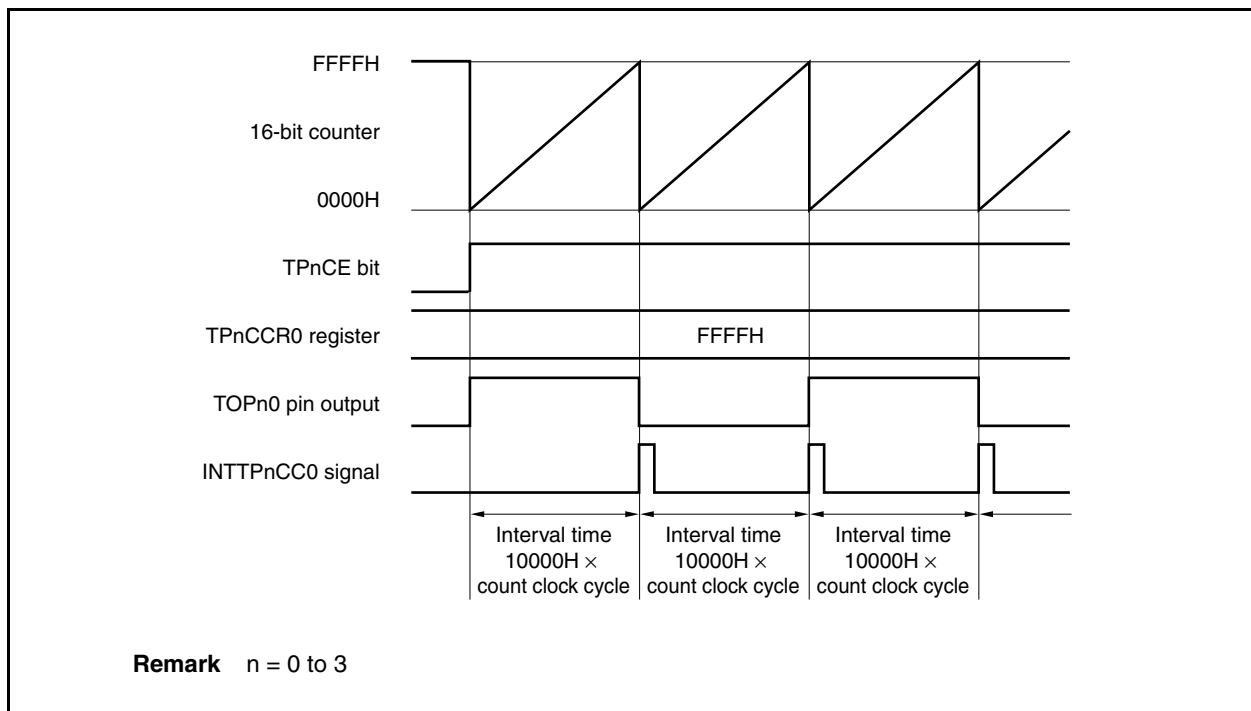 FFFFH
16-bit counter
0000H
TPnCE bit
TPnCCR0 register
FFFFH
TOPn0 pin output
INTTPnCC0 signal
Interval time
10000H ×
count clock cycle
Interval time
10000H ×
count clock cycle
Interval time
10000H ×
count clock cycle
Remark n = 0 to 3